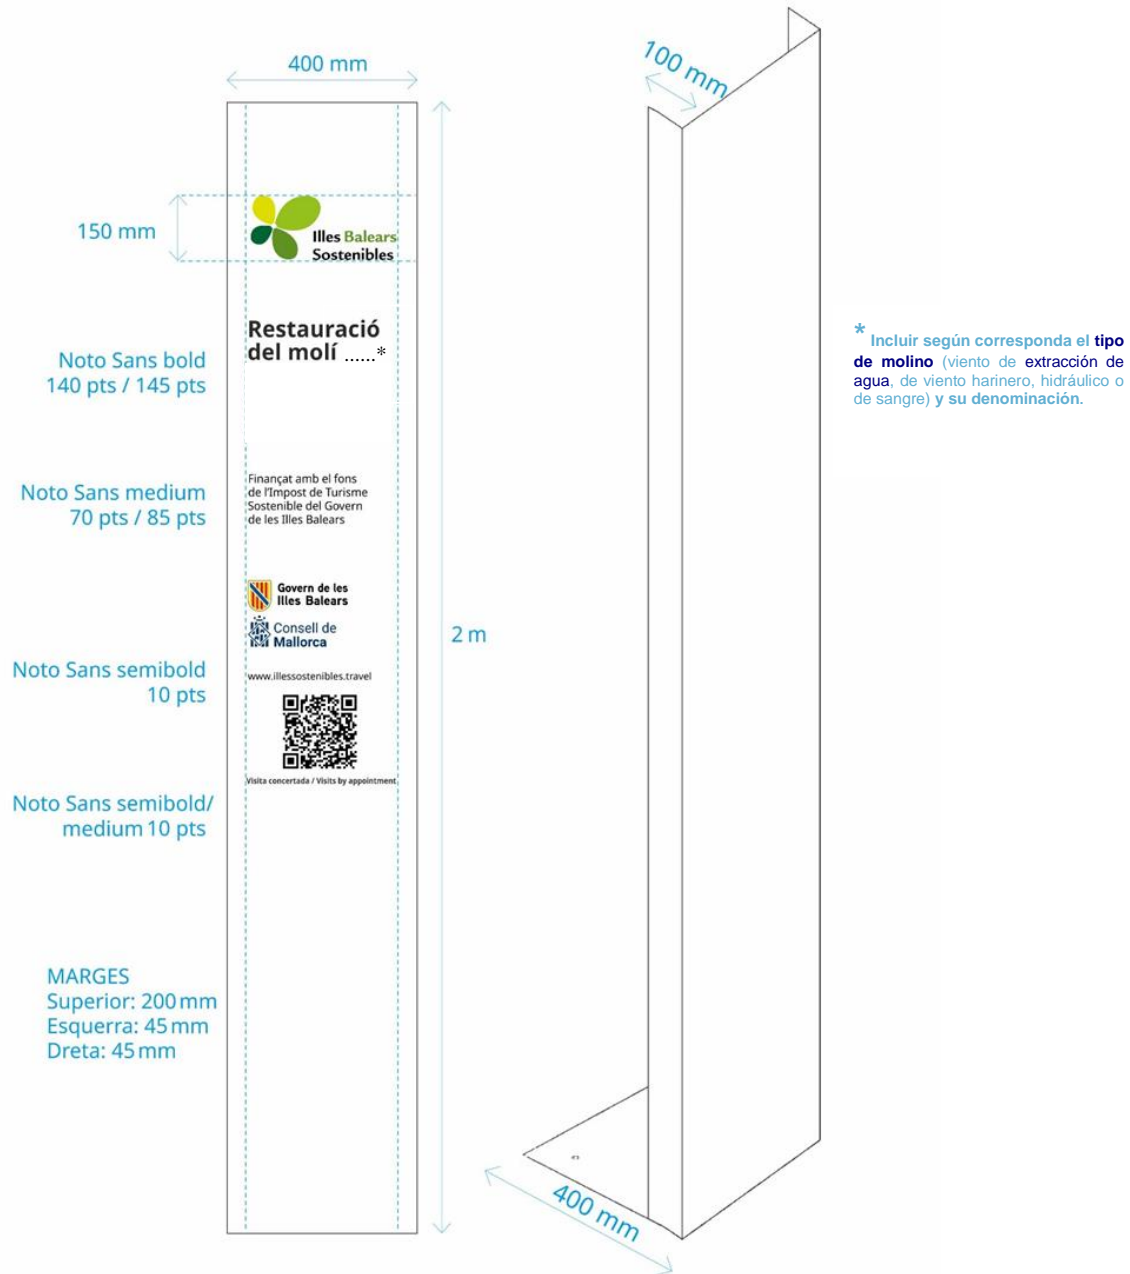 400 mm
100 mm
150 mm
Illes Balears
Sostenibles
Restauració
del molí ......*
Noto Sans bold
140 pts / 145 pts
* Incluir según corresponda el tipo
de molino (viento de extracción de
agua, de viento harinero, hidráulico o
de sangre) y su denominación.
Noto Sans medium
70 pts / 85 pts
Finançat amb el fons
de l'Impost de Turisme
Sostenible del Govern
de les Illes Balears
Govern de les
Illes Balears
Consell de
Mallorca
2 m
Noto Sans semibold
10 pts
www.illessostenibles.travel
Visita concertada / Visits by appointment
Noto Sans semibold/
medium 10 pts
MARGES
Superior: 200 mm
Esquerra: 45 mm
Dreta: 45 mm
400 mm